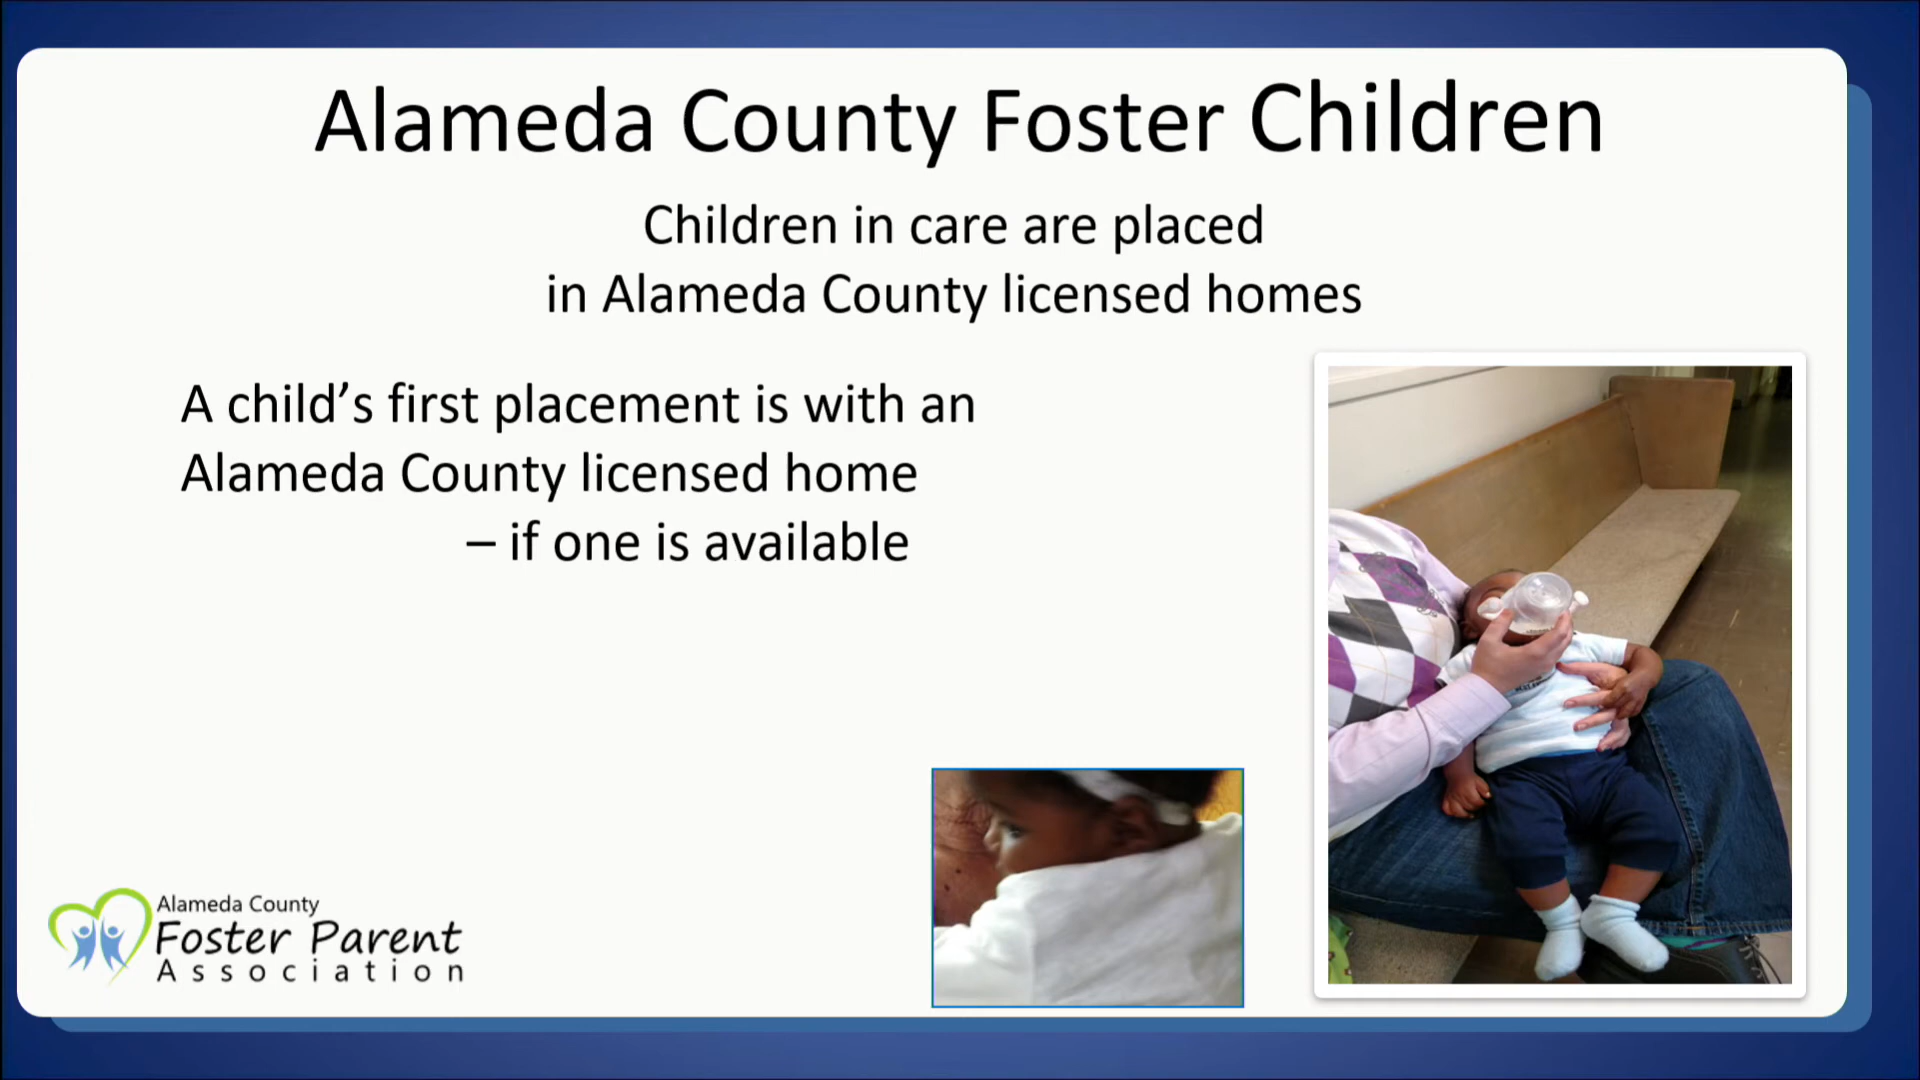 Alameda County Foster Children
Children in care are placed
in Alameda County licensed homes
A child’s first placement is with an
Alameda County licensed home
– if one is available
Alameda County
Foster Parent
Association